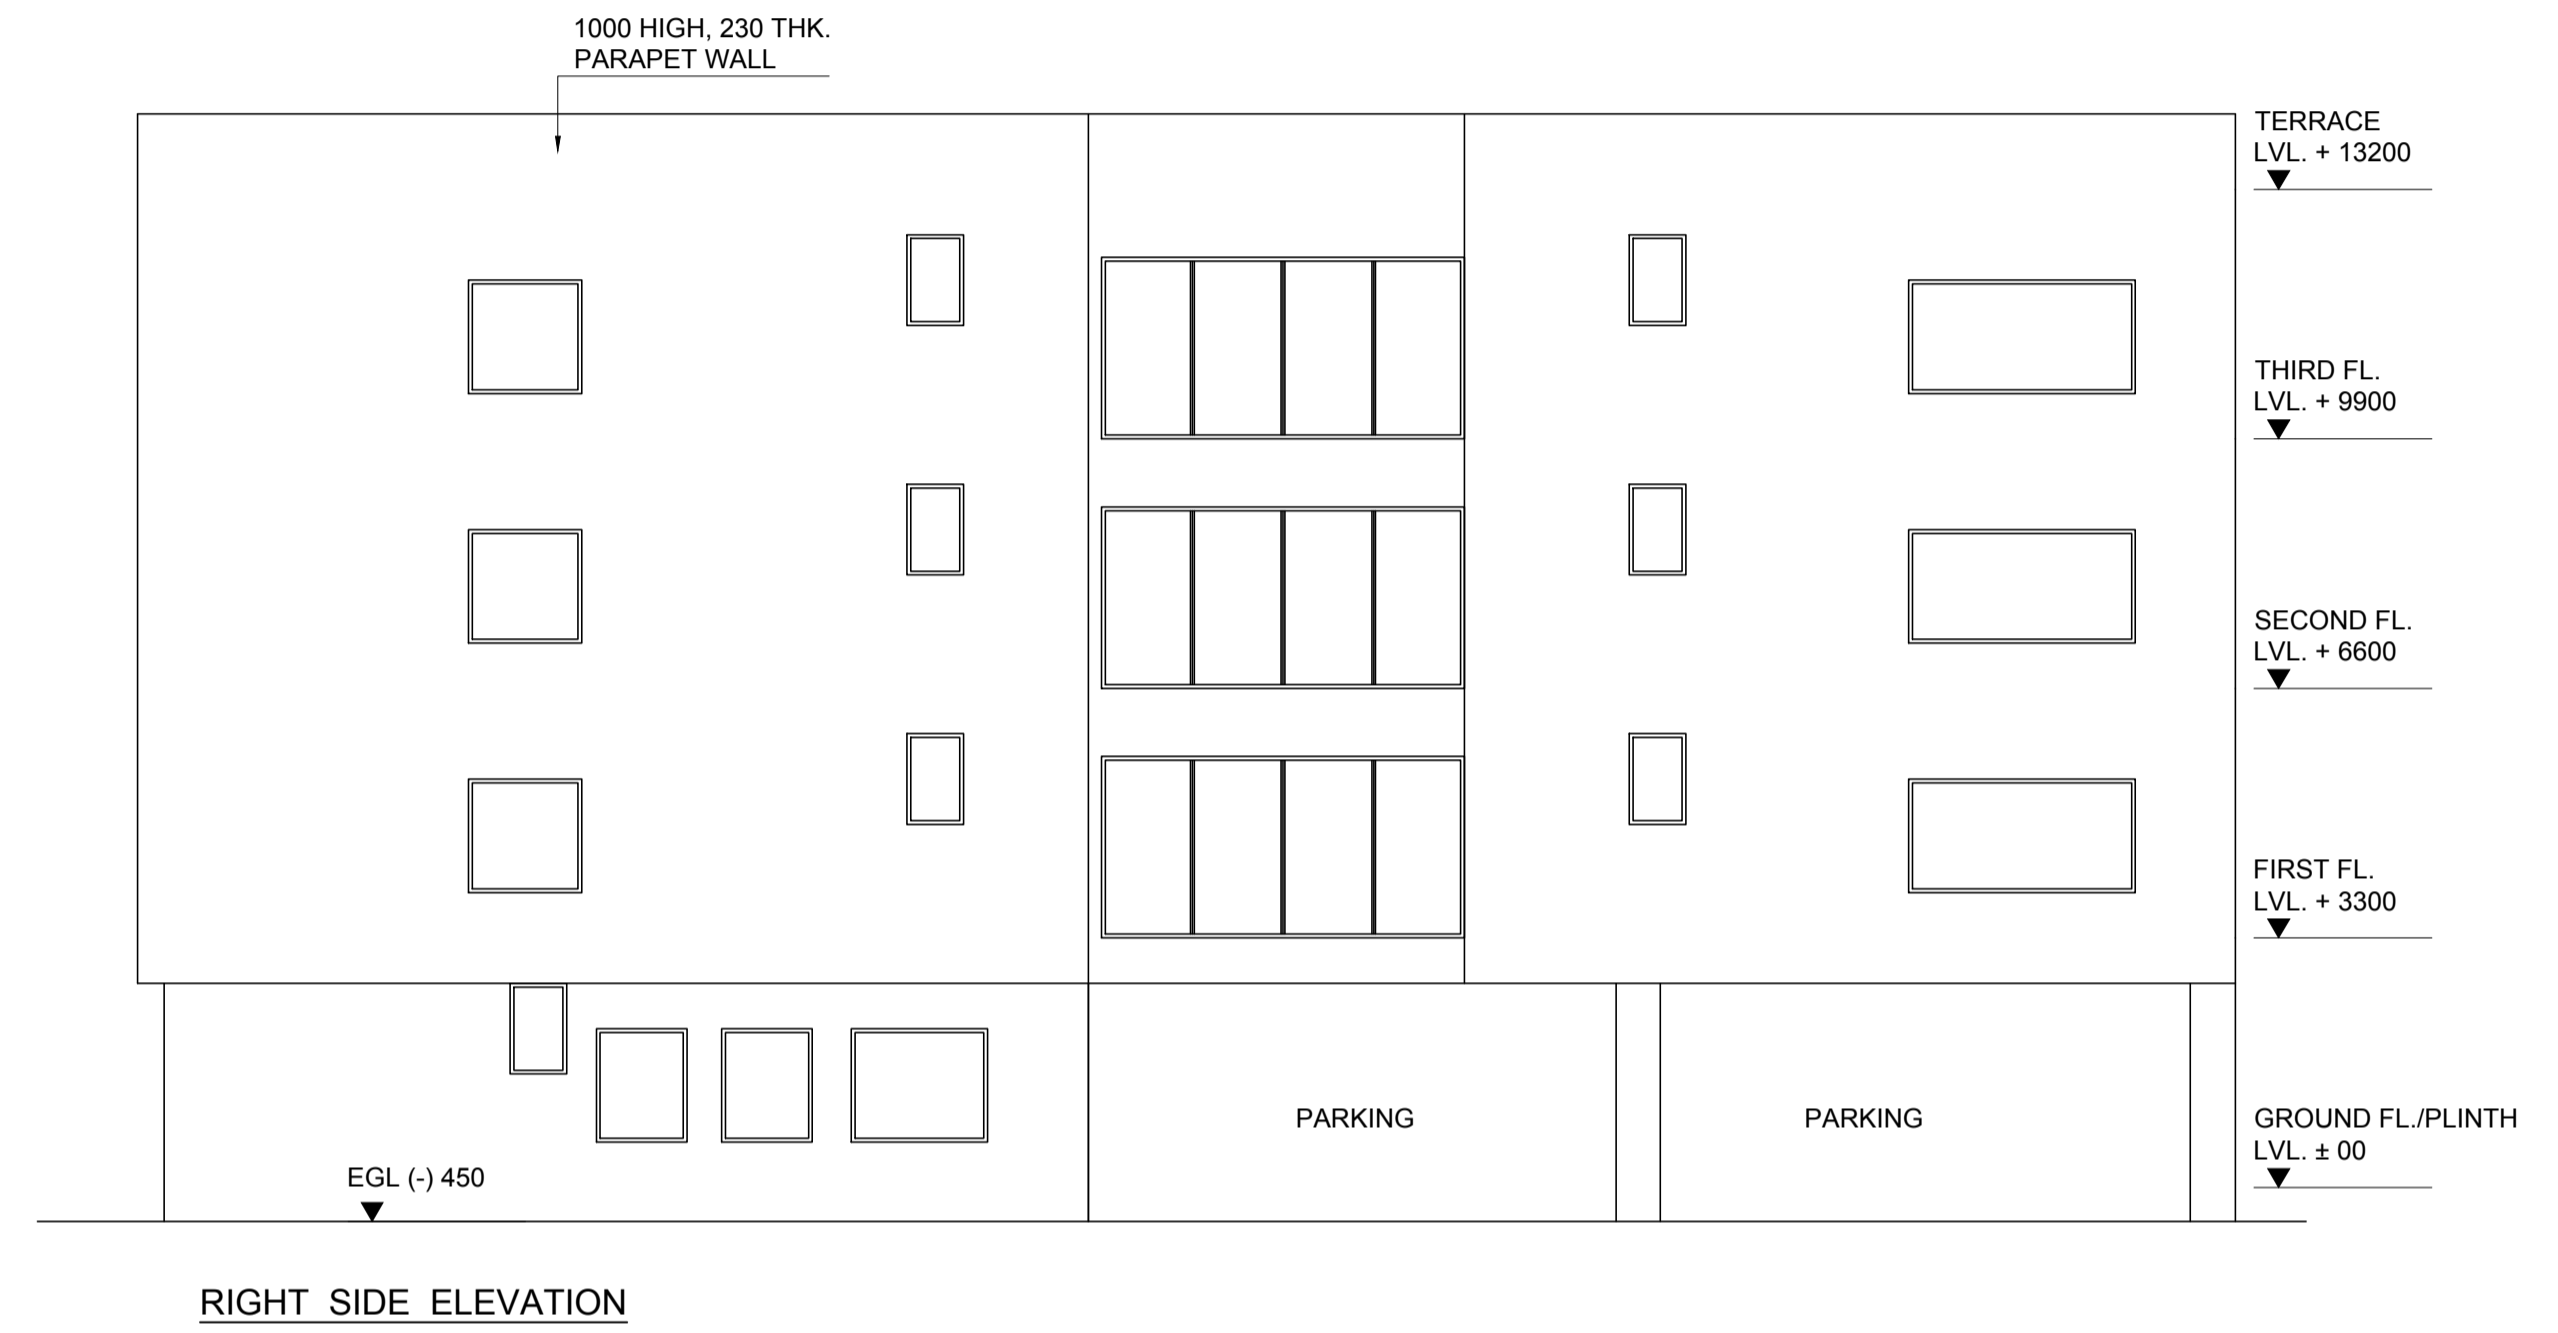 1000 HIGH, 230 THK.
PARAPET WALL
TERRACE
LVL. + 13200
THIRD FL.
LVL. + 9900
SECOND FL.
LVL. + 6600
FIRST FL.
LVL. + 3300
PARKING
PARKING
GROUND FL./PLINTH
LVL. ± 00
EGL (-) 450
RIGHT SIDE ELEVATION